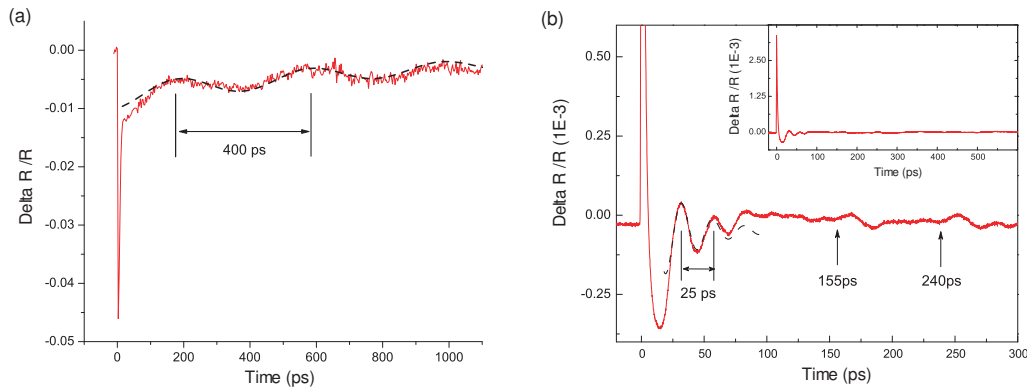 (a)
0.00
-0.01
-0.02
-0.03
-0.04
-0.05
Delta R /R
400 ps
0
200
400
600
800
1000
Time (ps)
(b)
0.50
0.25
0.00
-0.25
Delta R /R (1E-3)
25 ps
155ps
240ps
0
50
100
150
200
250
300
Time (ps)
2.50
1.25
0.00
Delta R /R (1E-3)
0
100
200
300
400
500
Time (ps)